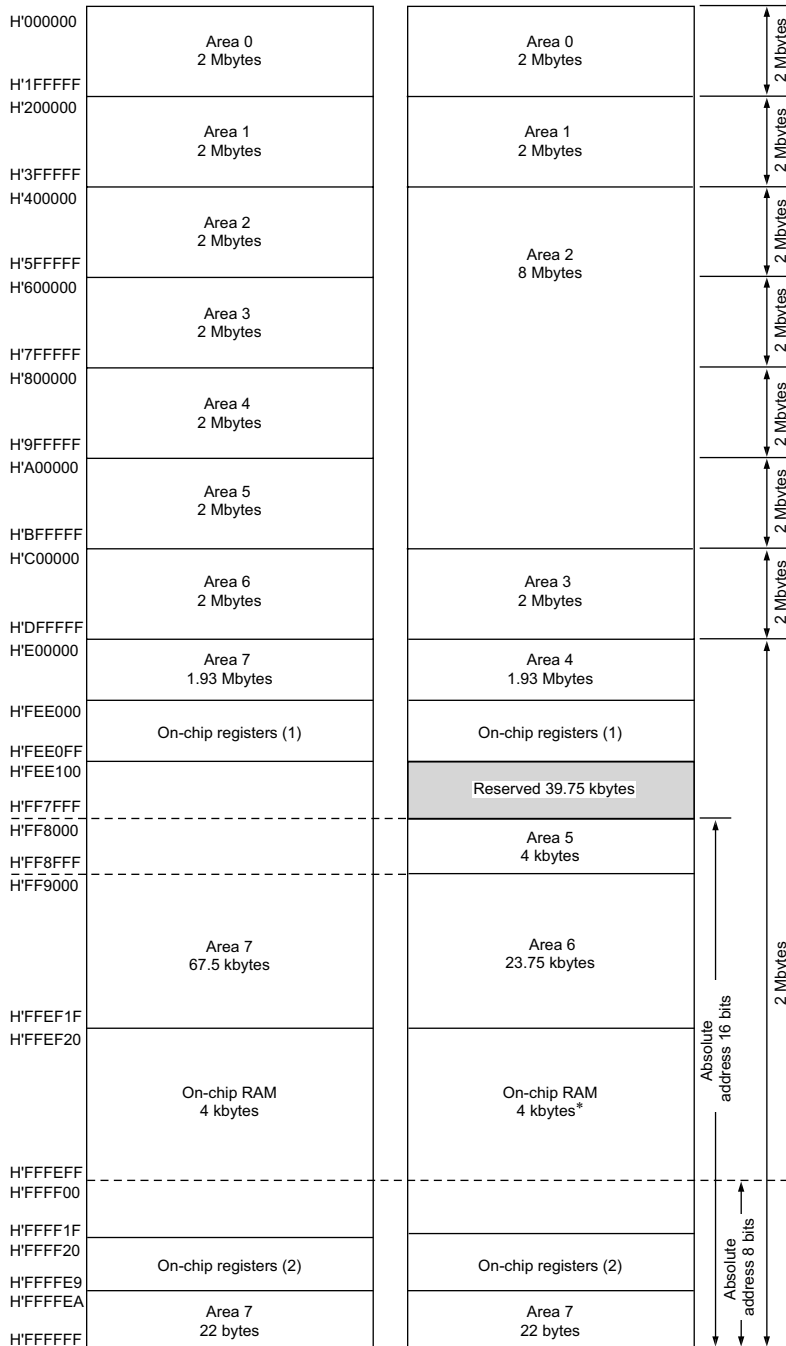 H'000000
H'1FFFFF
H'200000
H'3FFFFF
H'400000
H'5FFFFF
H'600000
H'7FFFFF
H'800000
H'9FFFFF
H'A00000
H'BFFFFF
H'C00000
H'DFFFFF
H'E00000
H'FEE000
H'FEE0FF
H'FEE100
H'FF7FFF
H'FF8000
H'FF8FFF
H'FF9000
H'FFEF1F
H'FFEF20
H'FFFEFF
H'FFFF00
H'FFFF1F
H'FFFF20
H'FFFFE9
H'FFFFEA
H'FFFFFF
Area 0
2 Mbytes
Area 1
2 Mbytes
Area 2
2 Mbytes
Area 3
2 Mbytes
Area 4
2 Mbytes
Area 5
2 Mbytes
Area 6
2 Mbytes
Area 7
1.93 Mbytes
On-chip registers (1)
Area 7
67.5 kbytes
On-chip RAM
4 kbytes
On-chip registers (2)
Area 7
22 bytes
Area 0
2 Mbytes
Area 1
2 Mbytes
Area 2
8 Mbytes
Area 3
2 Mbytes
Area 4
1.93 Mbytes
On-chip registers (1)
Reserved 39.75 kbytes
Area 5
4 kbytes
Area 6
23.75 kbytes
On-chip RAM
4 kbytes*
On-chip registers (2)
Area 7
22 bytes
2 Mbytes
2 Mbytes
2 Mbytes
2 Mbytes
2 Mbytes
2 Mbytes
2 Mbytes
2 Mbytes
Absolute
address 16 bits
Absolute
address 8 bits